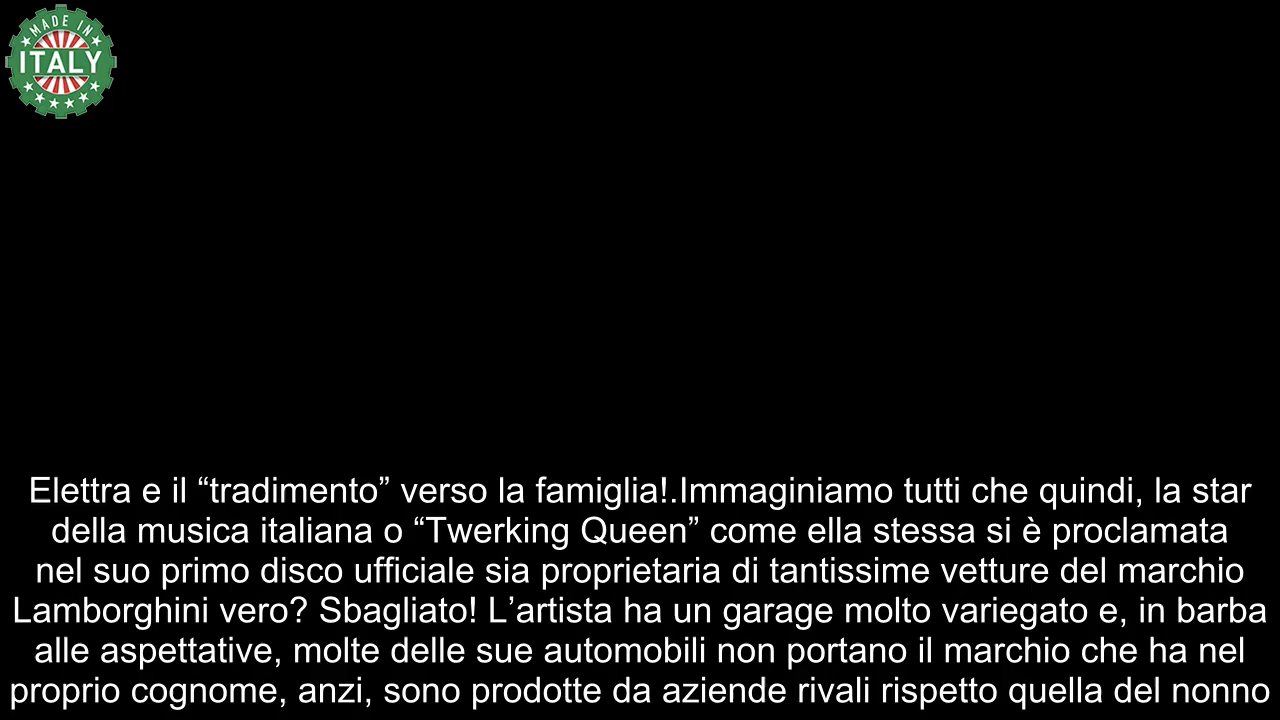 MADE IN
ITALY
Elettra e il “tradimento” verso la famiglia!.Immaginiamo tutti che quindi, la star
della musica italiana o “Twerking Queen” come ella stessa si è proclamata
nel suo primo disco ufficiale sia proprietaria di tantissime vetture del marchio
Lamborghini vero? Sbagliato! L’artista ha un garage molto variegato e, in barba
alle aspettative, molte delle sue automobili non portano il marchio che ha nel
proprio cognome, anzi, sono prodotte da aziende rivali rispetto quella del nonno